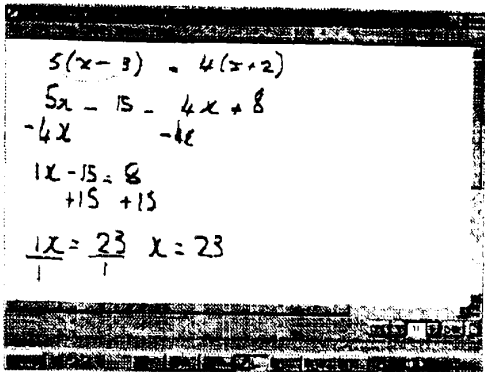 5(x-3) = 4(x+2)
5x - 15 = 4x + 8
-4x -4x
1x - 15 = 8
+15 +15
1x = 23 x = 23
1 1